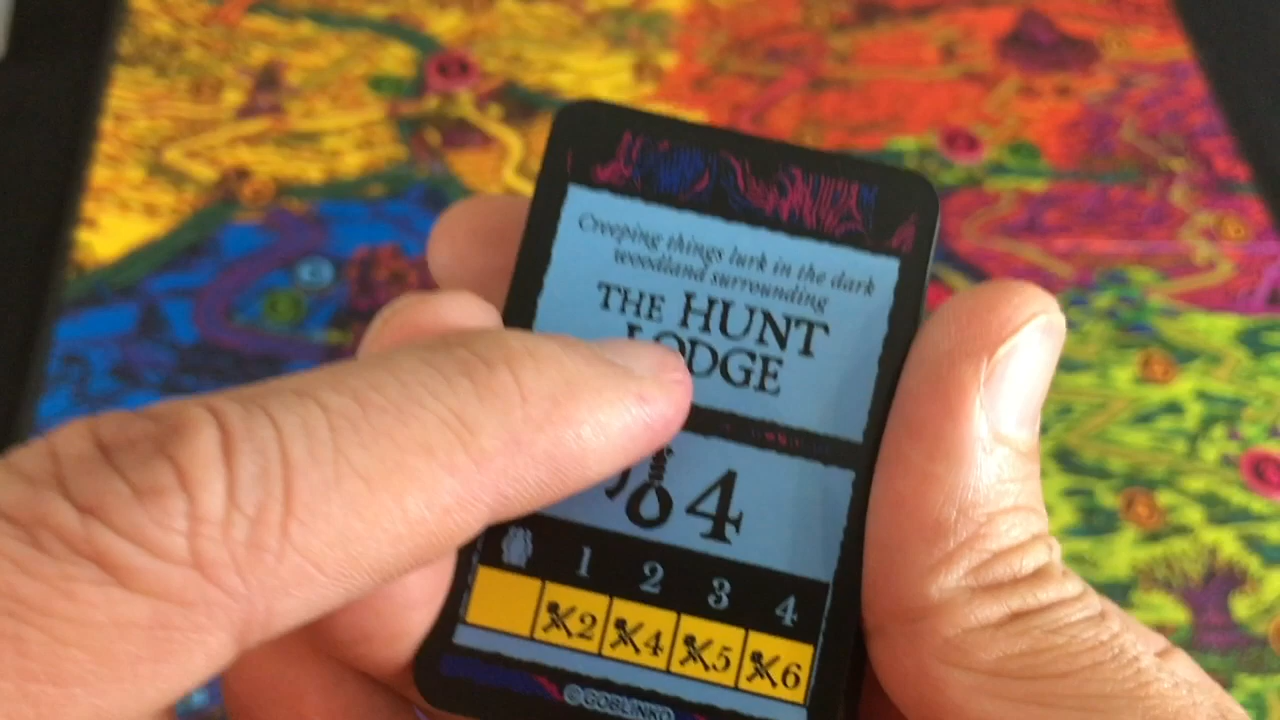 Creeping things lurk in the dark
woodland surrounding
THE HUNT
LODGE
4
1 2 3 4
2 4 5 6
© GOBLINKO